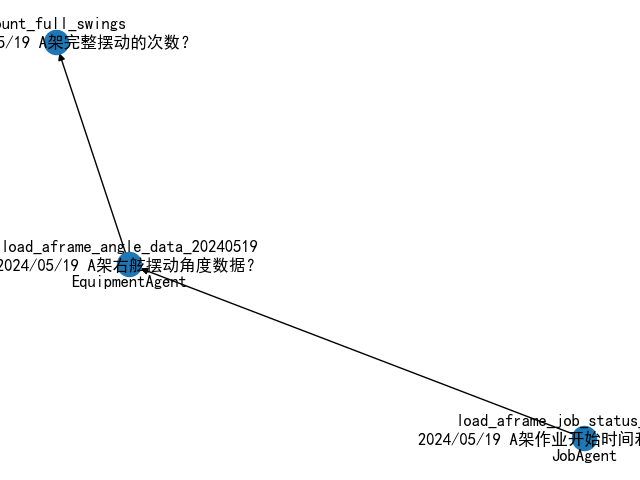 ount_full_swings
5/19 A架完整摆动的次数?
load_aframe_angle_data_20240519
2024/05/19 A架右舷摆动角度数据?
EquipmentAgent
load_aframe_job_status_
2024/05/19 A架作业开始时间和
JobAgent